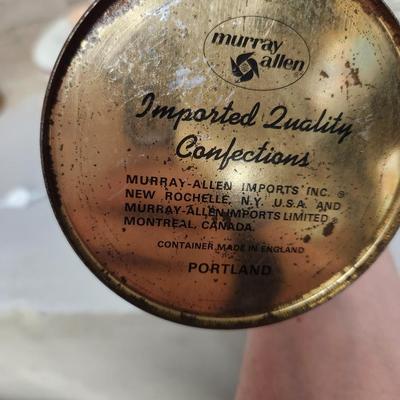 murray
allen
Imported Quality
Confections
MURRAY-ALLEN IMPORTS INC. ®
NEW ROCHELLE, N.Y. U.S.A. AND
MURRAY-ALLEN IMPORTS LIMITED ®
MONTREAL, CANADA.
CONTAINER MADE IN ENGLAND
PORTLAND